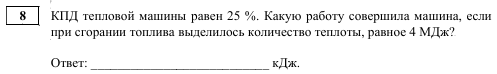 8 КПД тепловой машины равен 25 %. Какую работу совершила машина, если
при сгорании топлива выделилось количество теплоты, равное 4 МДж?
Ответ: ___________________________ кДж.